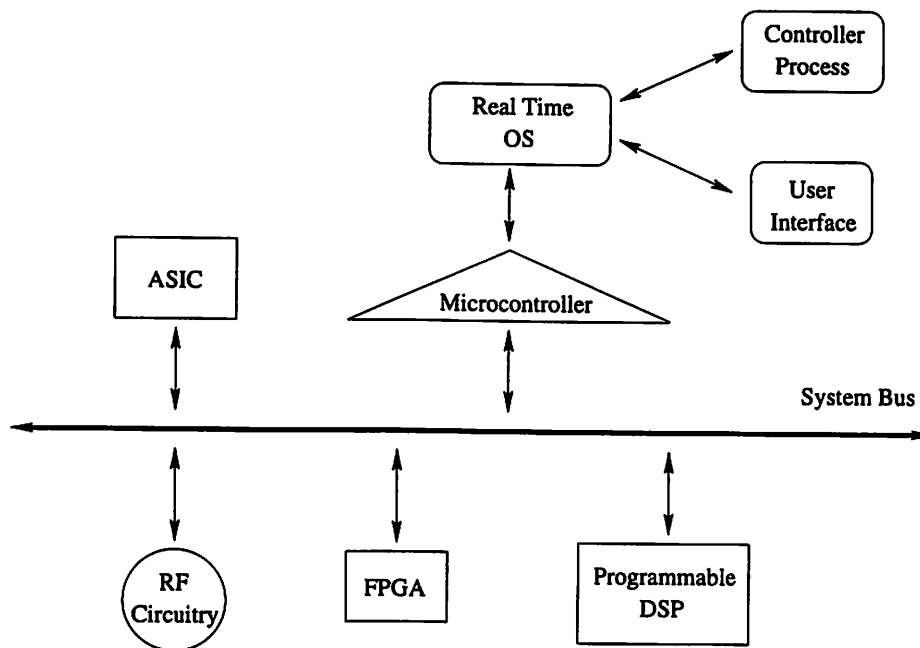 Controller
Process
Real Time
OS
User
Interface
ASIC
Microcontroller
System Bus
RF
Circuitry
FPGA
Programmable
DSP